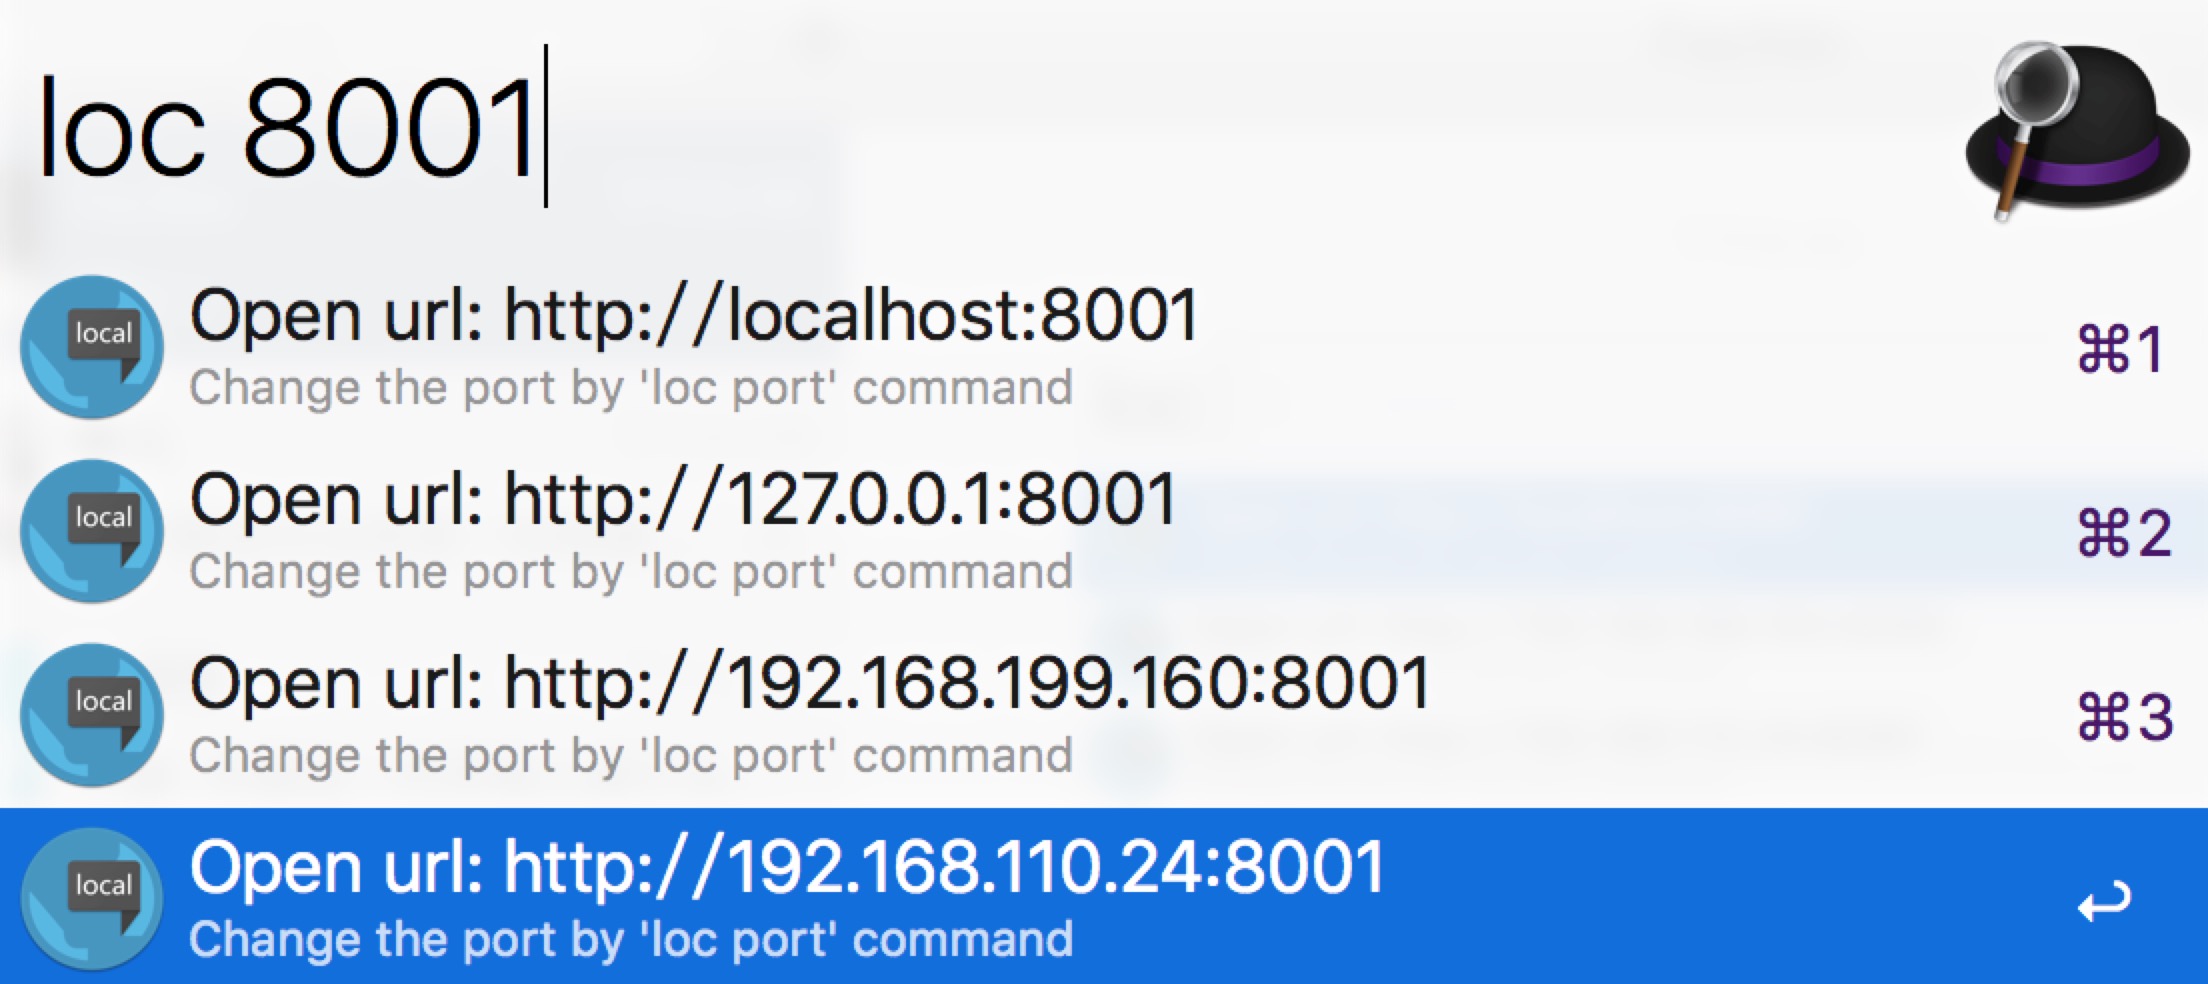 loc 8001
local
Open url: http://localhost:8001
Change the port by 'loc port' command
⌘1
local
Open url: http://127.0.0.1:8001
Change the port by 'loc port' command
⌘2
local
Open url: http://192.168.199.160:8001
Change the port by 'loc port' command
⌘3
local
Open url: http://192.168.110.24:8001
Change the port by 'loc port' command
↩